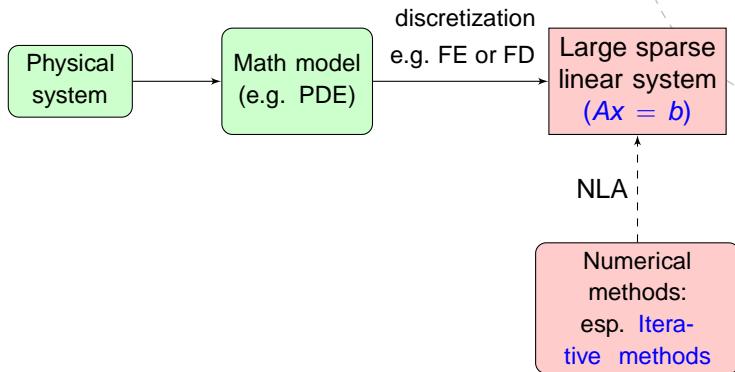 Physical
system
Math model
(e.g. PDE)
discretization
e.g. FE or FD
Large sparse
linear system
(Ax = b)
NLA
Numerical
methods:
esp. Itera-
tive methods